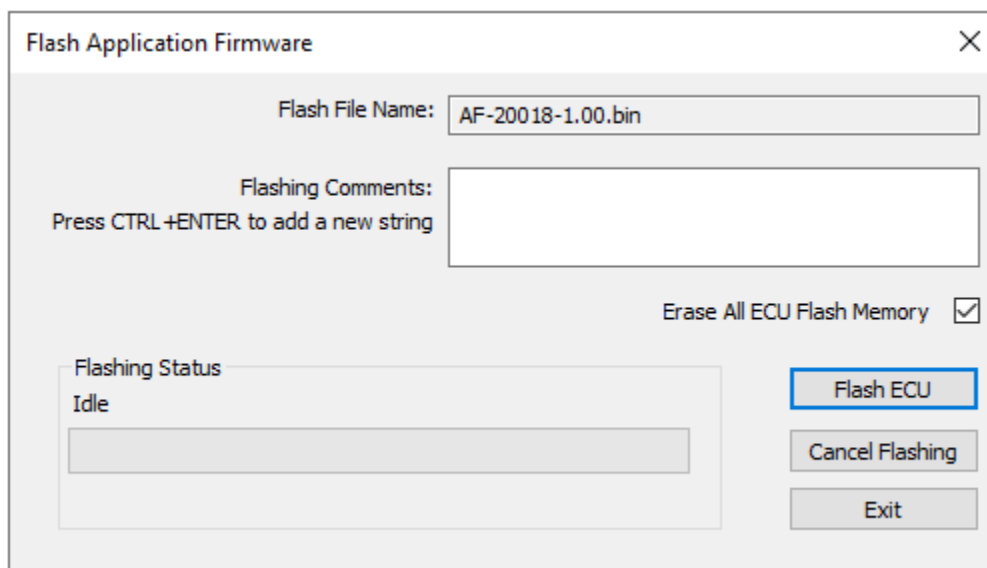 Flash Application Firmware
Flash File Name: AF-20018-1.00.bin
Flashing Comments:
Press CTRL+ENTER to add a new string
Erase All ECU Flash Memory
Flashing Status
Idle
Flash ECU
Cancel Flashing
Exit